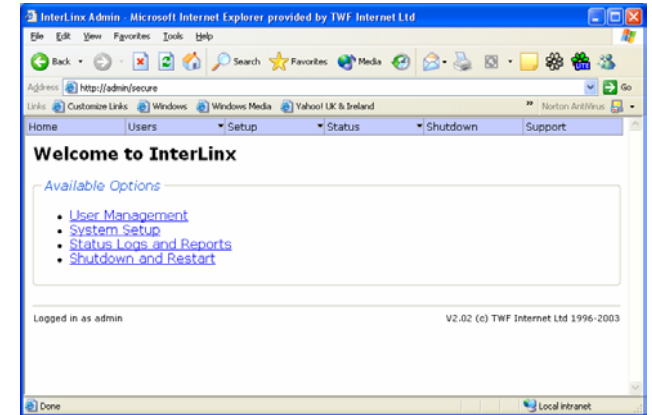 InterLinx Admin - Microsoft Internet Explorer provided by TWF Internet Ltd
File Edit View Favorites Tools Help
Back Search Favorites Media
Address http://admin/secure Go
Links Customize Links Windows Windows Media Yahoo! UK & Ireland » Norton AntiVirus
Home Users Setup Status Shutdown Support
Welcome to InterLinx
Available Options
• User Management
• System Setup
• Status Logs and Reports
• Shutdown and Restart
Logged in as admin V2.02 (c) TWF Internet Ltd 1996-2003
Done Local intranet